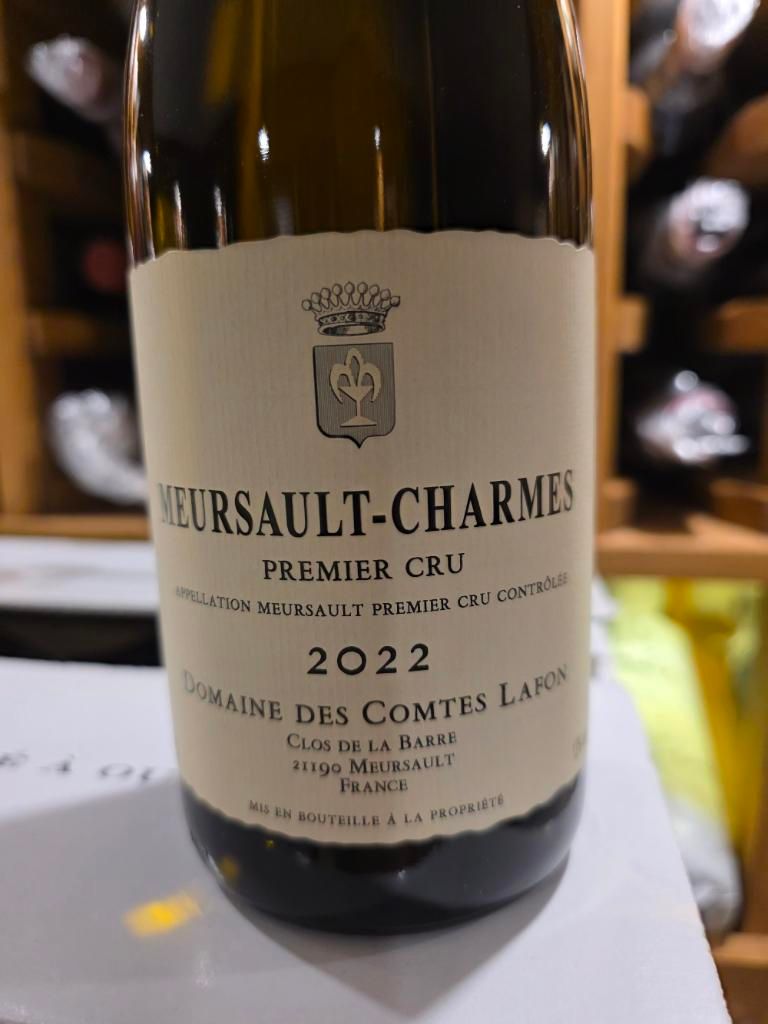 MEURSAULT-CHARMES
PREMIER CRU
APPELLATION MEURSAULT PREMIER CRU CONTRÔLÉE
2022
DOMAINE DES COMTES LAFON
CLOS DE LA BARRE
21190 MEURSAULT
FRANCE
MIS EN BOUTEILLE À LA PROPRIÉTÉ